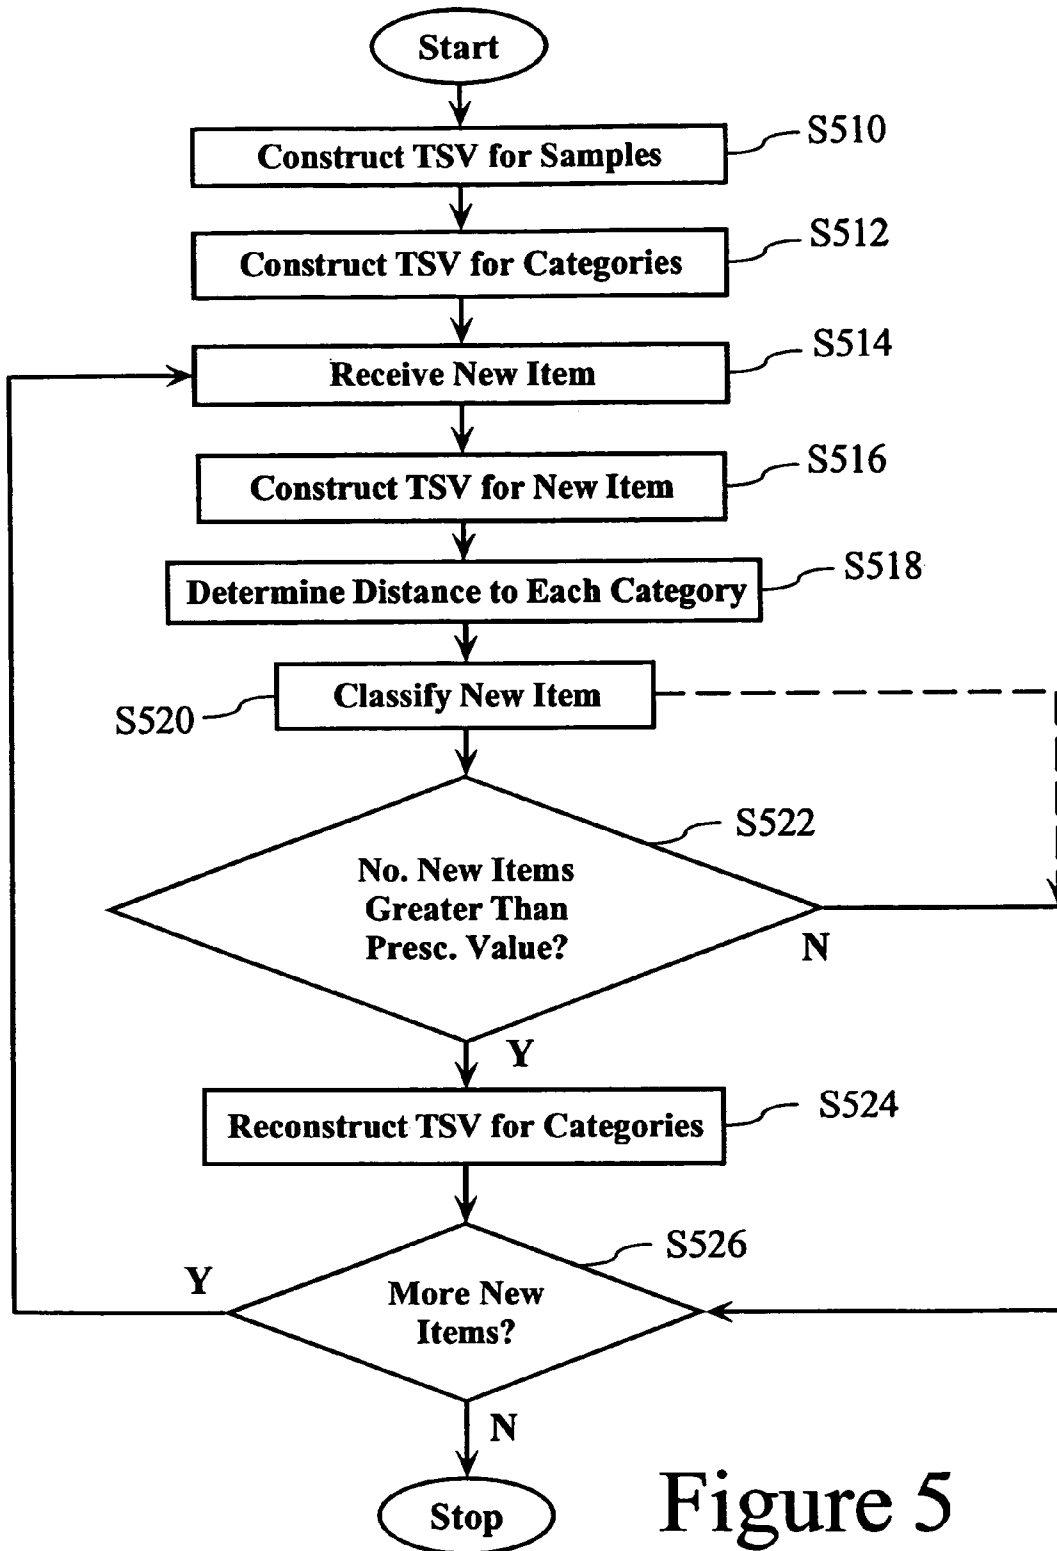 Start
Construct TSV for Samples
S510
Construct TSV for Categories
S512
Receive New Item
S514
Construct TSV for New Item
S516
Determine Distance to Each Category
S518
Classify New Item
S520
No. New Items
Greater Than
Presc. Value?
S522
N
Y
Reconstruct TSV for Categories
S524
More New
Items?
S526
Y
N
Stop
Figure 5